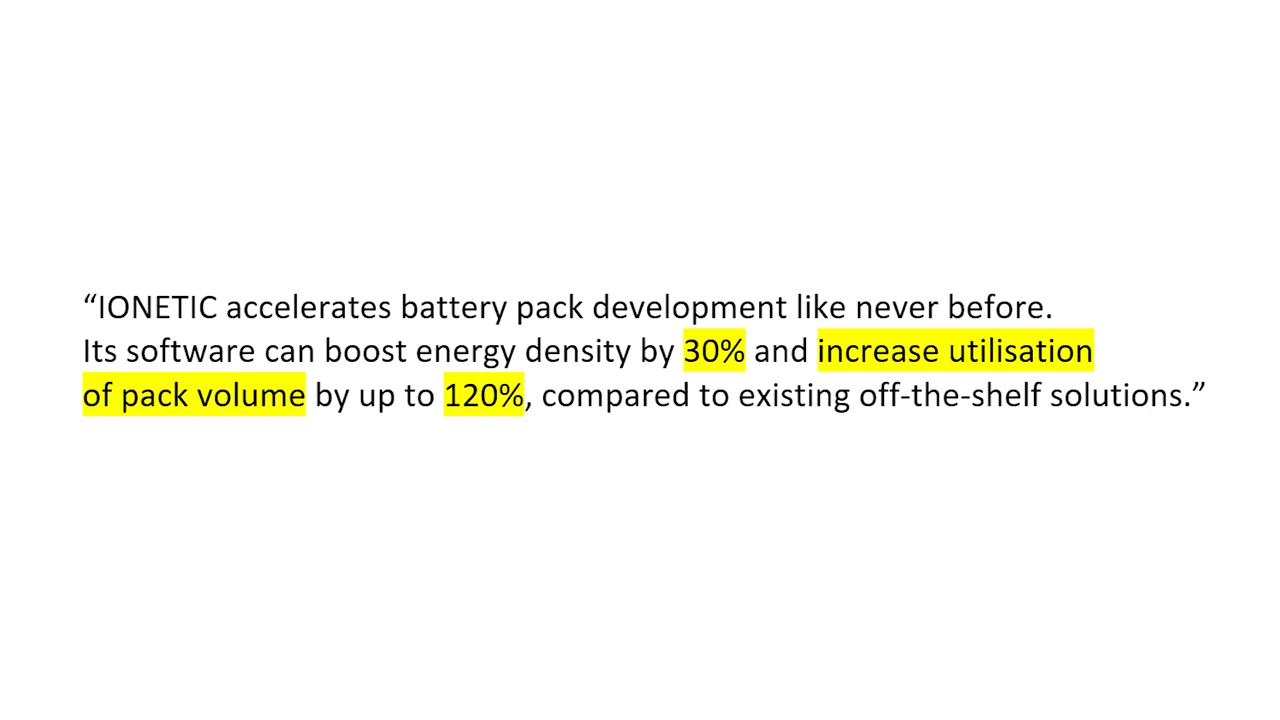 “IONETIC accelerates battery pack development like never before.
Its software can boost energy density by 30% and increase utilisation
of pack volume by up to 120%, compared to existing off-the-shelf solutions.”